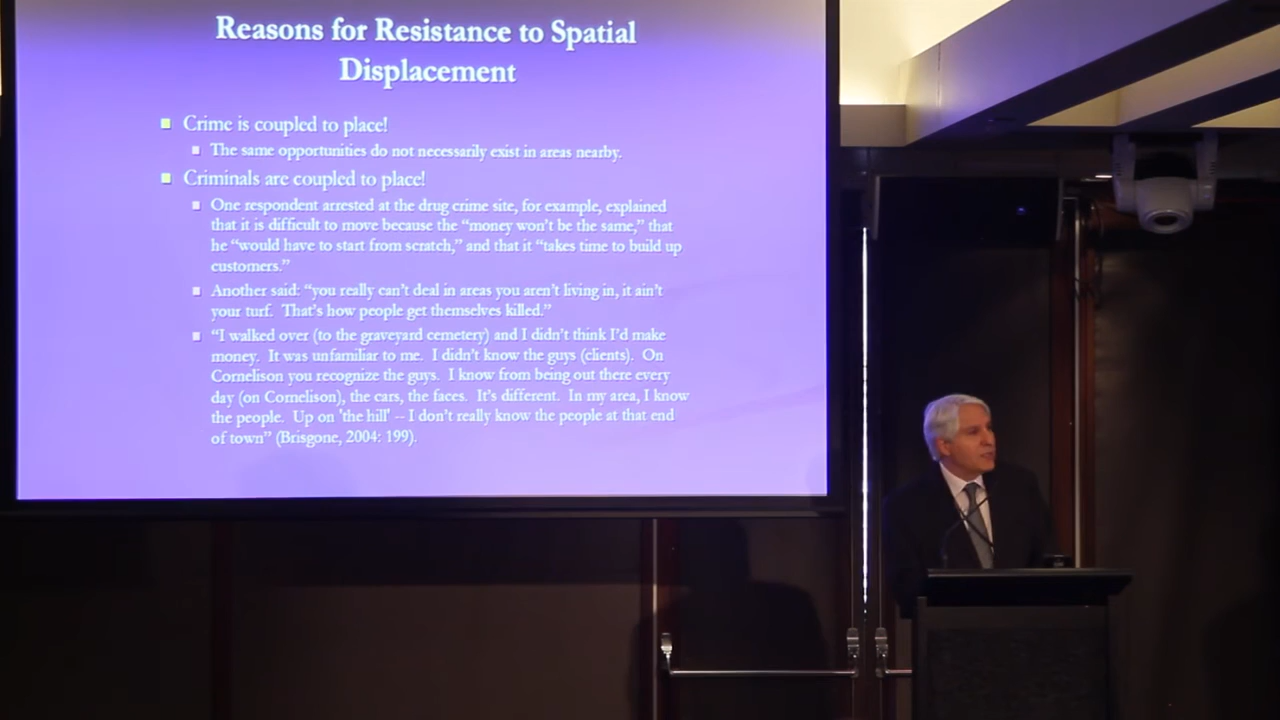 Reasons for Resistance to Spatial
Displacement
Crime is coupled to place!
The same opportunities do not necessarily exist in areas nearby.
Criminals are coupled to place!
One respondent arrested at the drug crime site, for example, explained
that it is difficult to move because the “money won’t be the same,” that
he “would have to start from scratch,” and that it “takes time to build up
customers.”
Another said: “you really can’t deal in areas you aren’t living in, it ain’t
your turf.  That’s how people get themselves killed.”
“I walked over (to the graveyard cemetery) and I didn’t think I’d make
money.  It was unfamiliar to me.  I didn’t know the guys (clients).  On
Cornelison you recognize the guys.  I know from being out there every
day (on Cornelison), the cars, the faces.  It’s different.  In my area, I know
the people.  Up on 'the hill' -- I don’t really know the people at that end
of town” (Brisgone, 2004: 199).